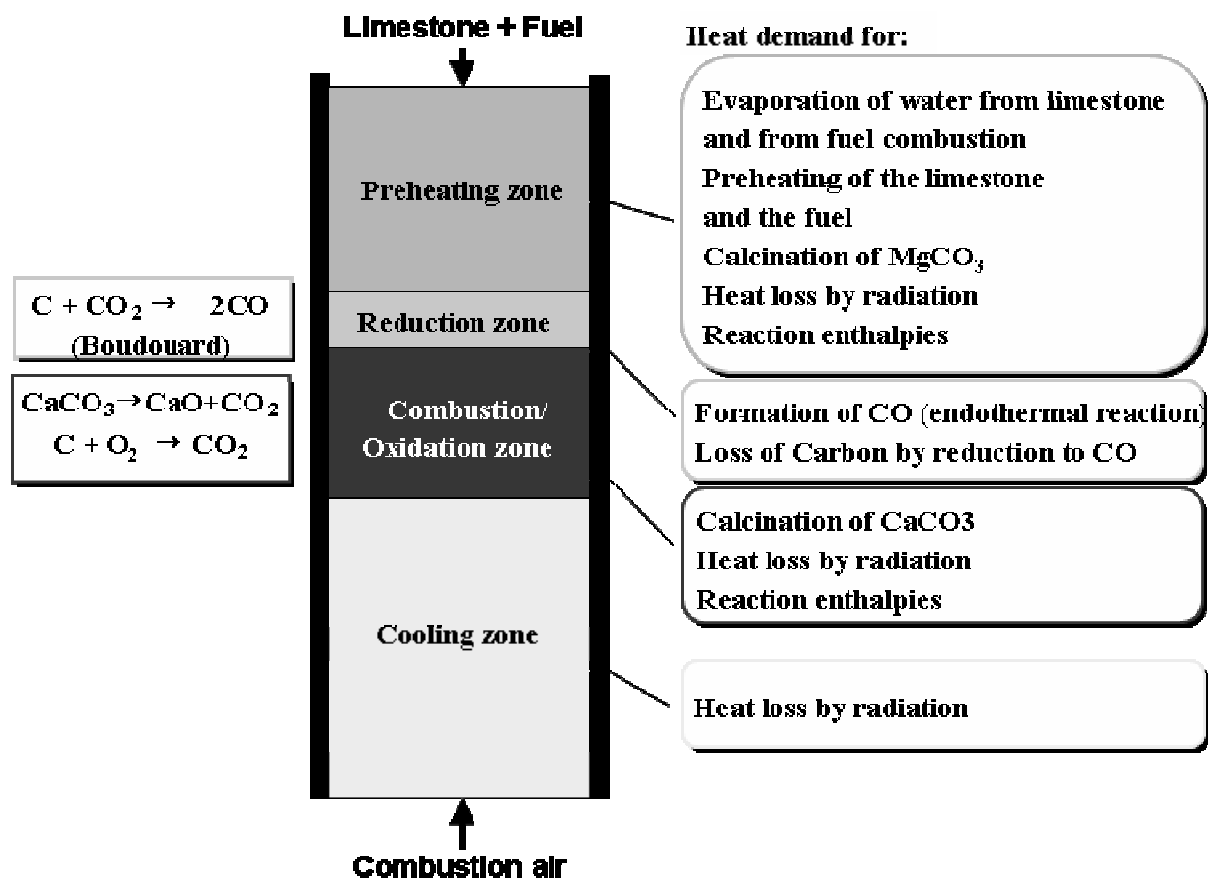 Limestone + Fuel
Heat demand for:
Evaporation of water from limestone
and from fuel combustion
Preheating of the limestone
and the fuel
Calcination of MgCO₃
Heat loss by radiation
Reaction enthalpies
Preheating zone
C + CO₂ → 2CO
(Boudouard)
Reduction zone
Formation of CO (endothermal reaction)
Loss of Carbon by reduction to CO
CaCO₃→CaO+CO₂
C + O₂ → CO₂
Combustion/
Oxidation zone
Calcination of CaCO3
Heat loss by radiation
Reaction enthalpies
Cooling zone
Heat loss by radiation
Combustion air